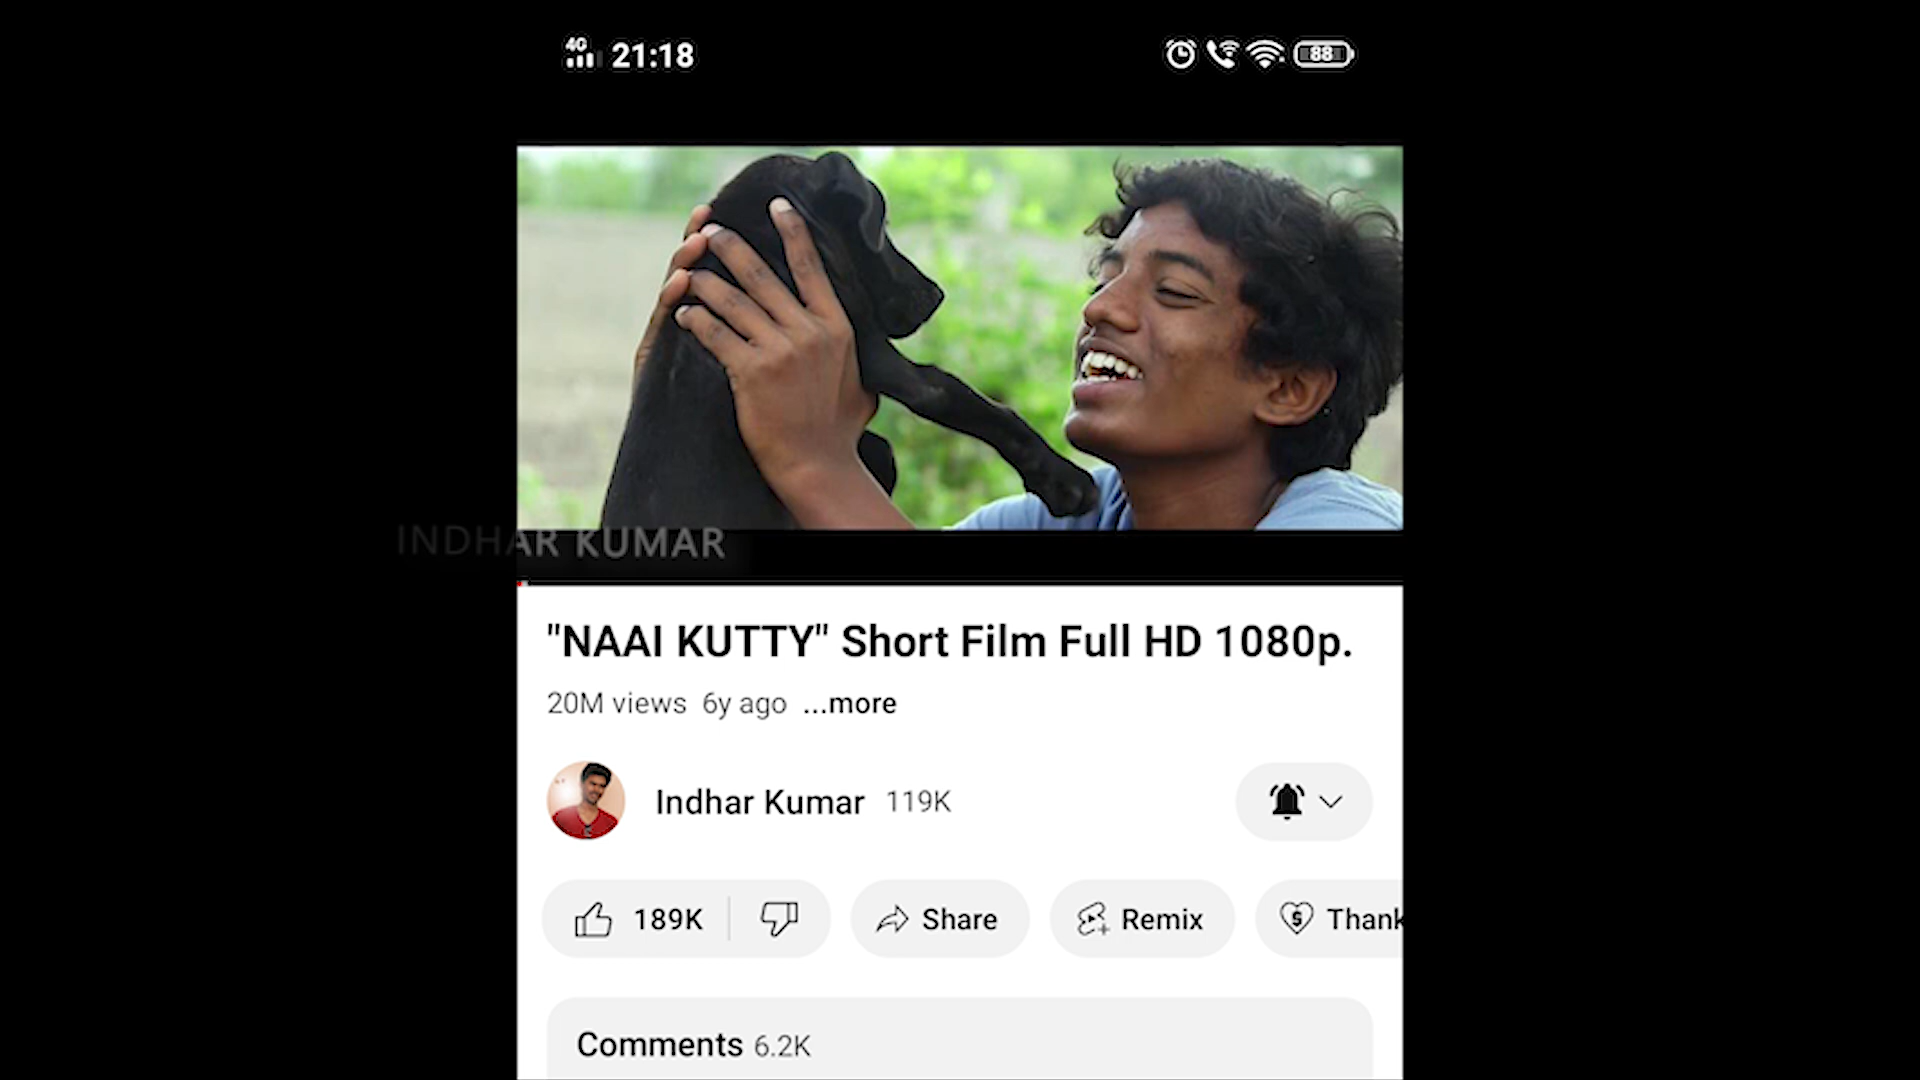 4G 21:18 88
INDHAR KUMAR
"NAAI KUTTY" Short Film Full HD 1080p.
20M views 6y ago ...more
Indhar Kumar 119K
189K Share Remix Thank
Comments 6.2K